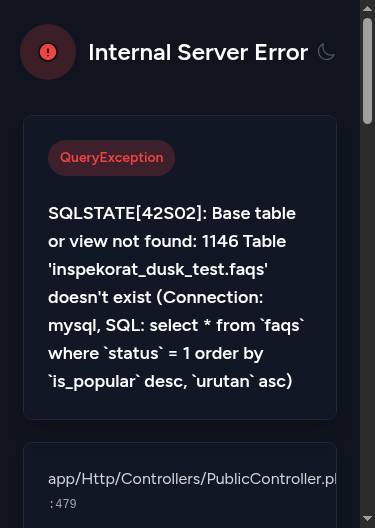 Internal Server Error
QueryException
SQLSTATE[42S02]: Base table
or view not found: 1146 Table
'inspekorat_dusk_test.faqs'
doesn't exist (Connection:
mysql, SQL: select * from `faqs`
where `status` = 1 order by
`is_popular` desc, `urutan` asc)
app/Http/Controllers/PublicController.ph
:479